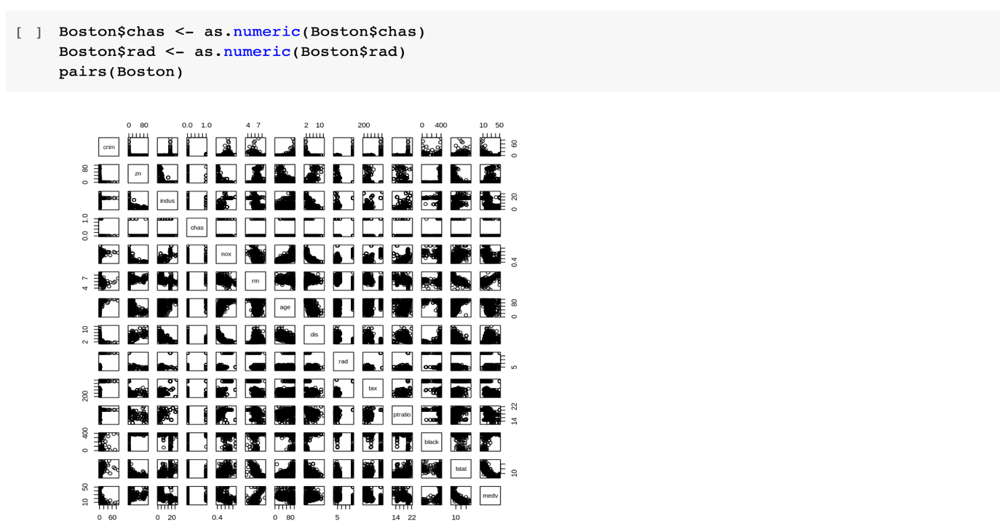 [ ] Boston$chas <- as.numeric(Boston$chas)
Boston$rad <- as.numeric(Boston$rad)
pairs(Boston)
0 80 0.0 1.0 4 7 2 10 200 0 400 10 50
crim 0 60
0 80 zn
indus 0 20
0.0 1.0 chas
nox 0.4
4 7 rm
age 0 80
2 10 dis
rad 5
200 tax
ptratio 14 22
0 400 black
lstat 10
10 50 medv
0 60 0 20 0.4 0 80 5 14 22 10